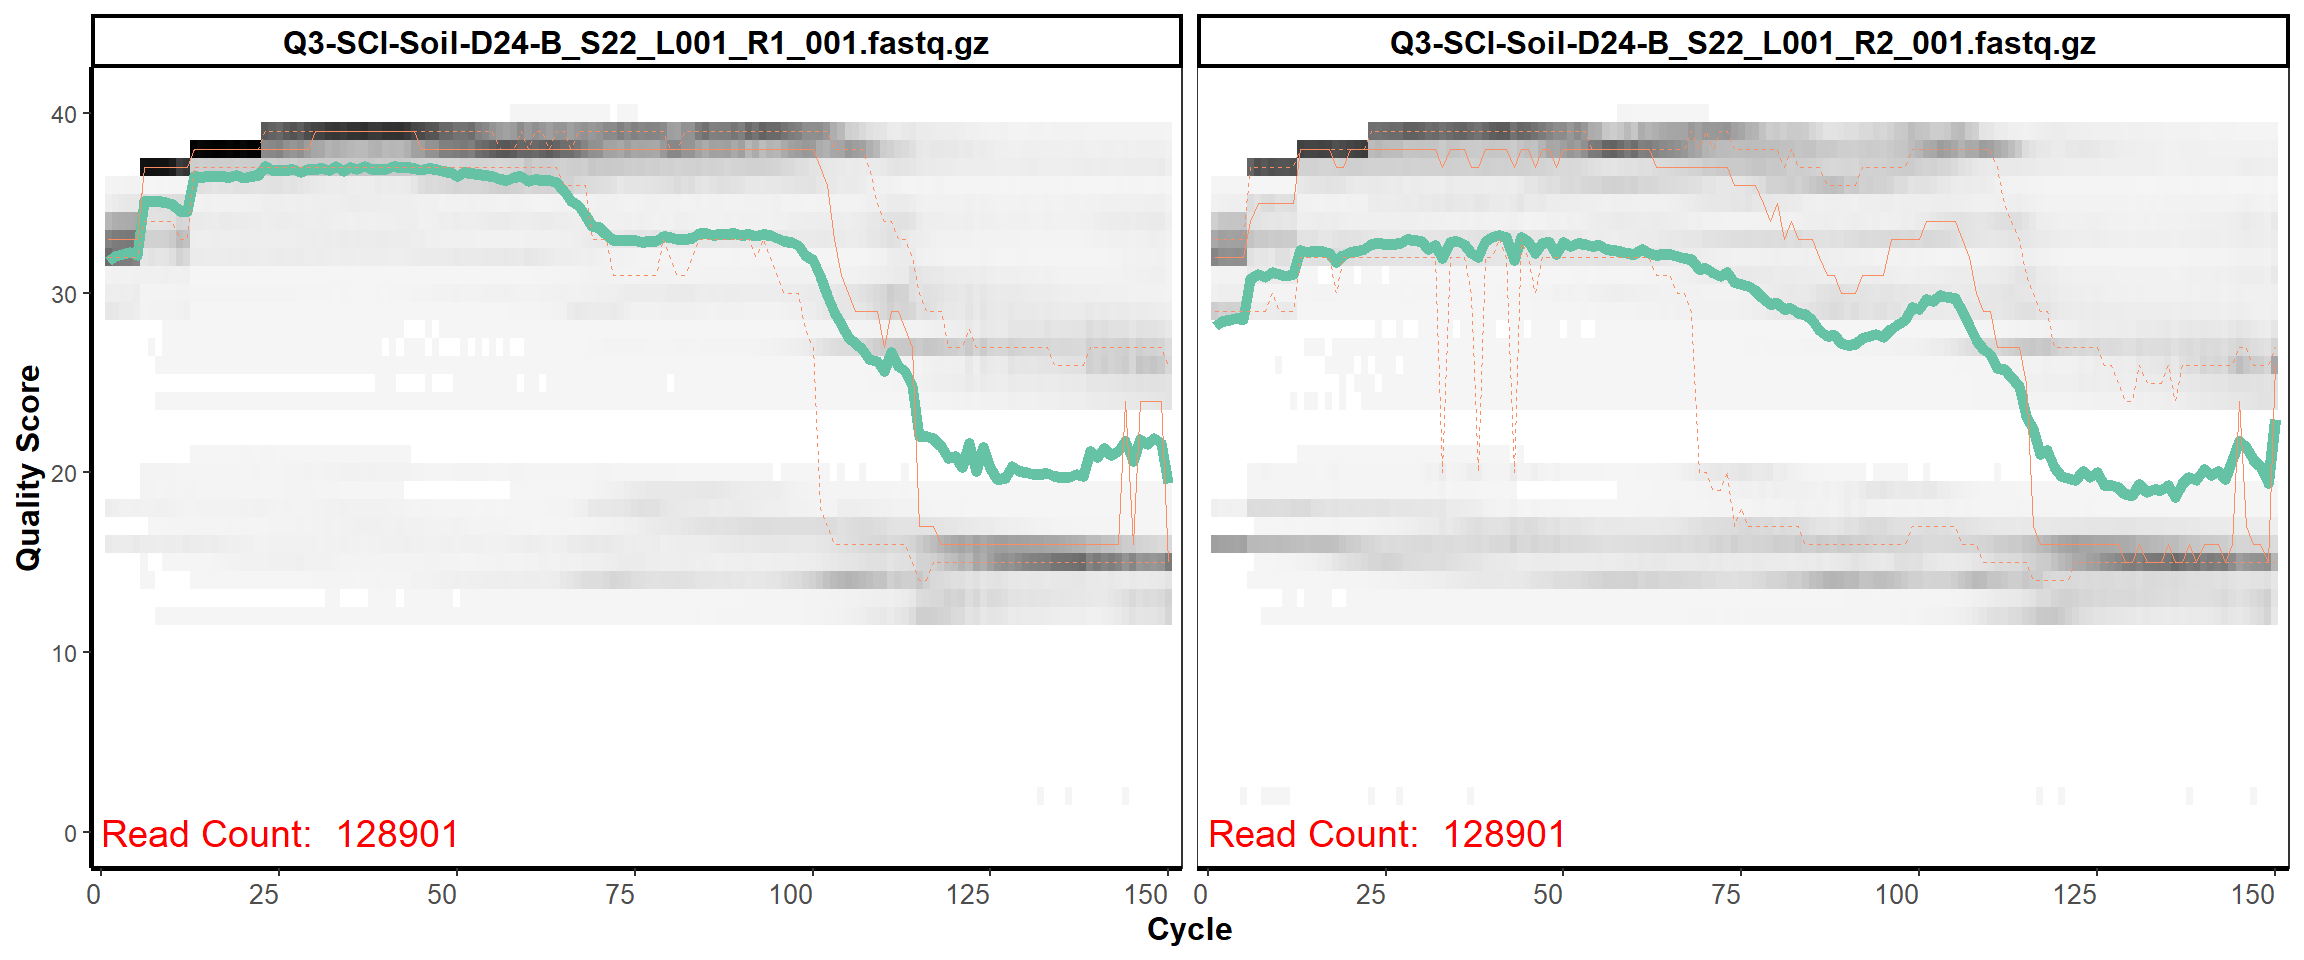 Q3-SCI-Soil-D24-B_S22_L001_R1_001.fastq.gz
Q3-SCI-Soil-D24-B_S22_L001_R2_001.fastq.gz
Quality Score
40
30
20
10
0
Read Count:  128901
Read Count:  128901
0 25 50 75 100 125 150
0 25 50 75 100 125 150
Cycle